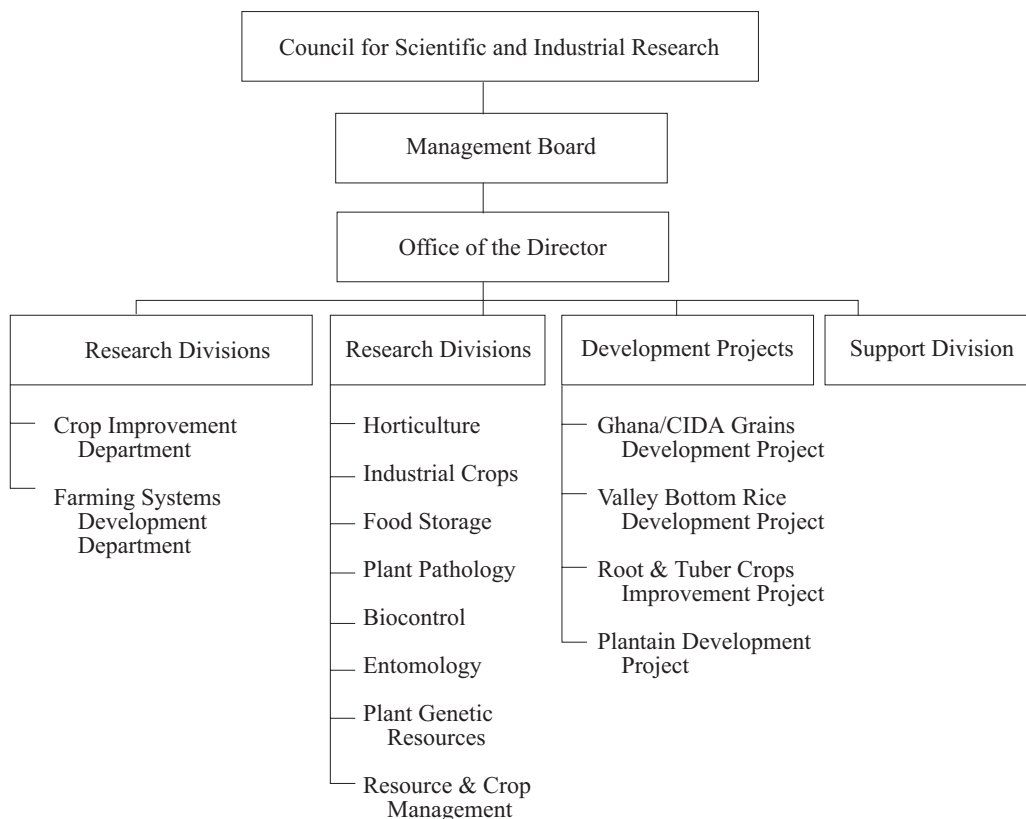 Council for Scientific and Industrial Research
Management Board
Office of the Director
Research Divisions
Crop Improvement
Department
Farming Systems
Development
Department
Research Divisions
Horticulture
Industrial Crops
Food Storage
Plant Pathology
Biocontrol
Entomology
Plant Genetic
Resources
Resource & Crop
Management
Development Projects
Ghana/CIDA Grains
Development Project
Valley Bottom Rice
Development Project
Root & Tuber Crops
Improvement Project
Plantain Development
Project
Support Division